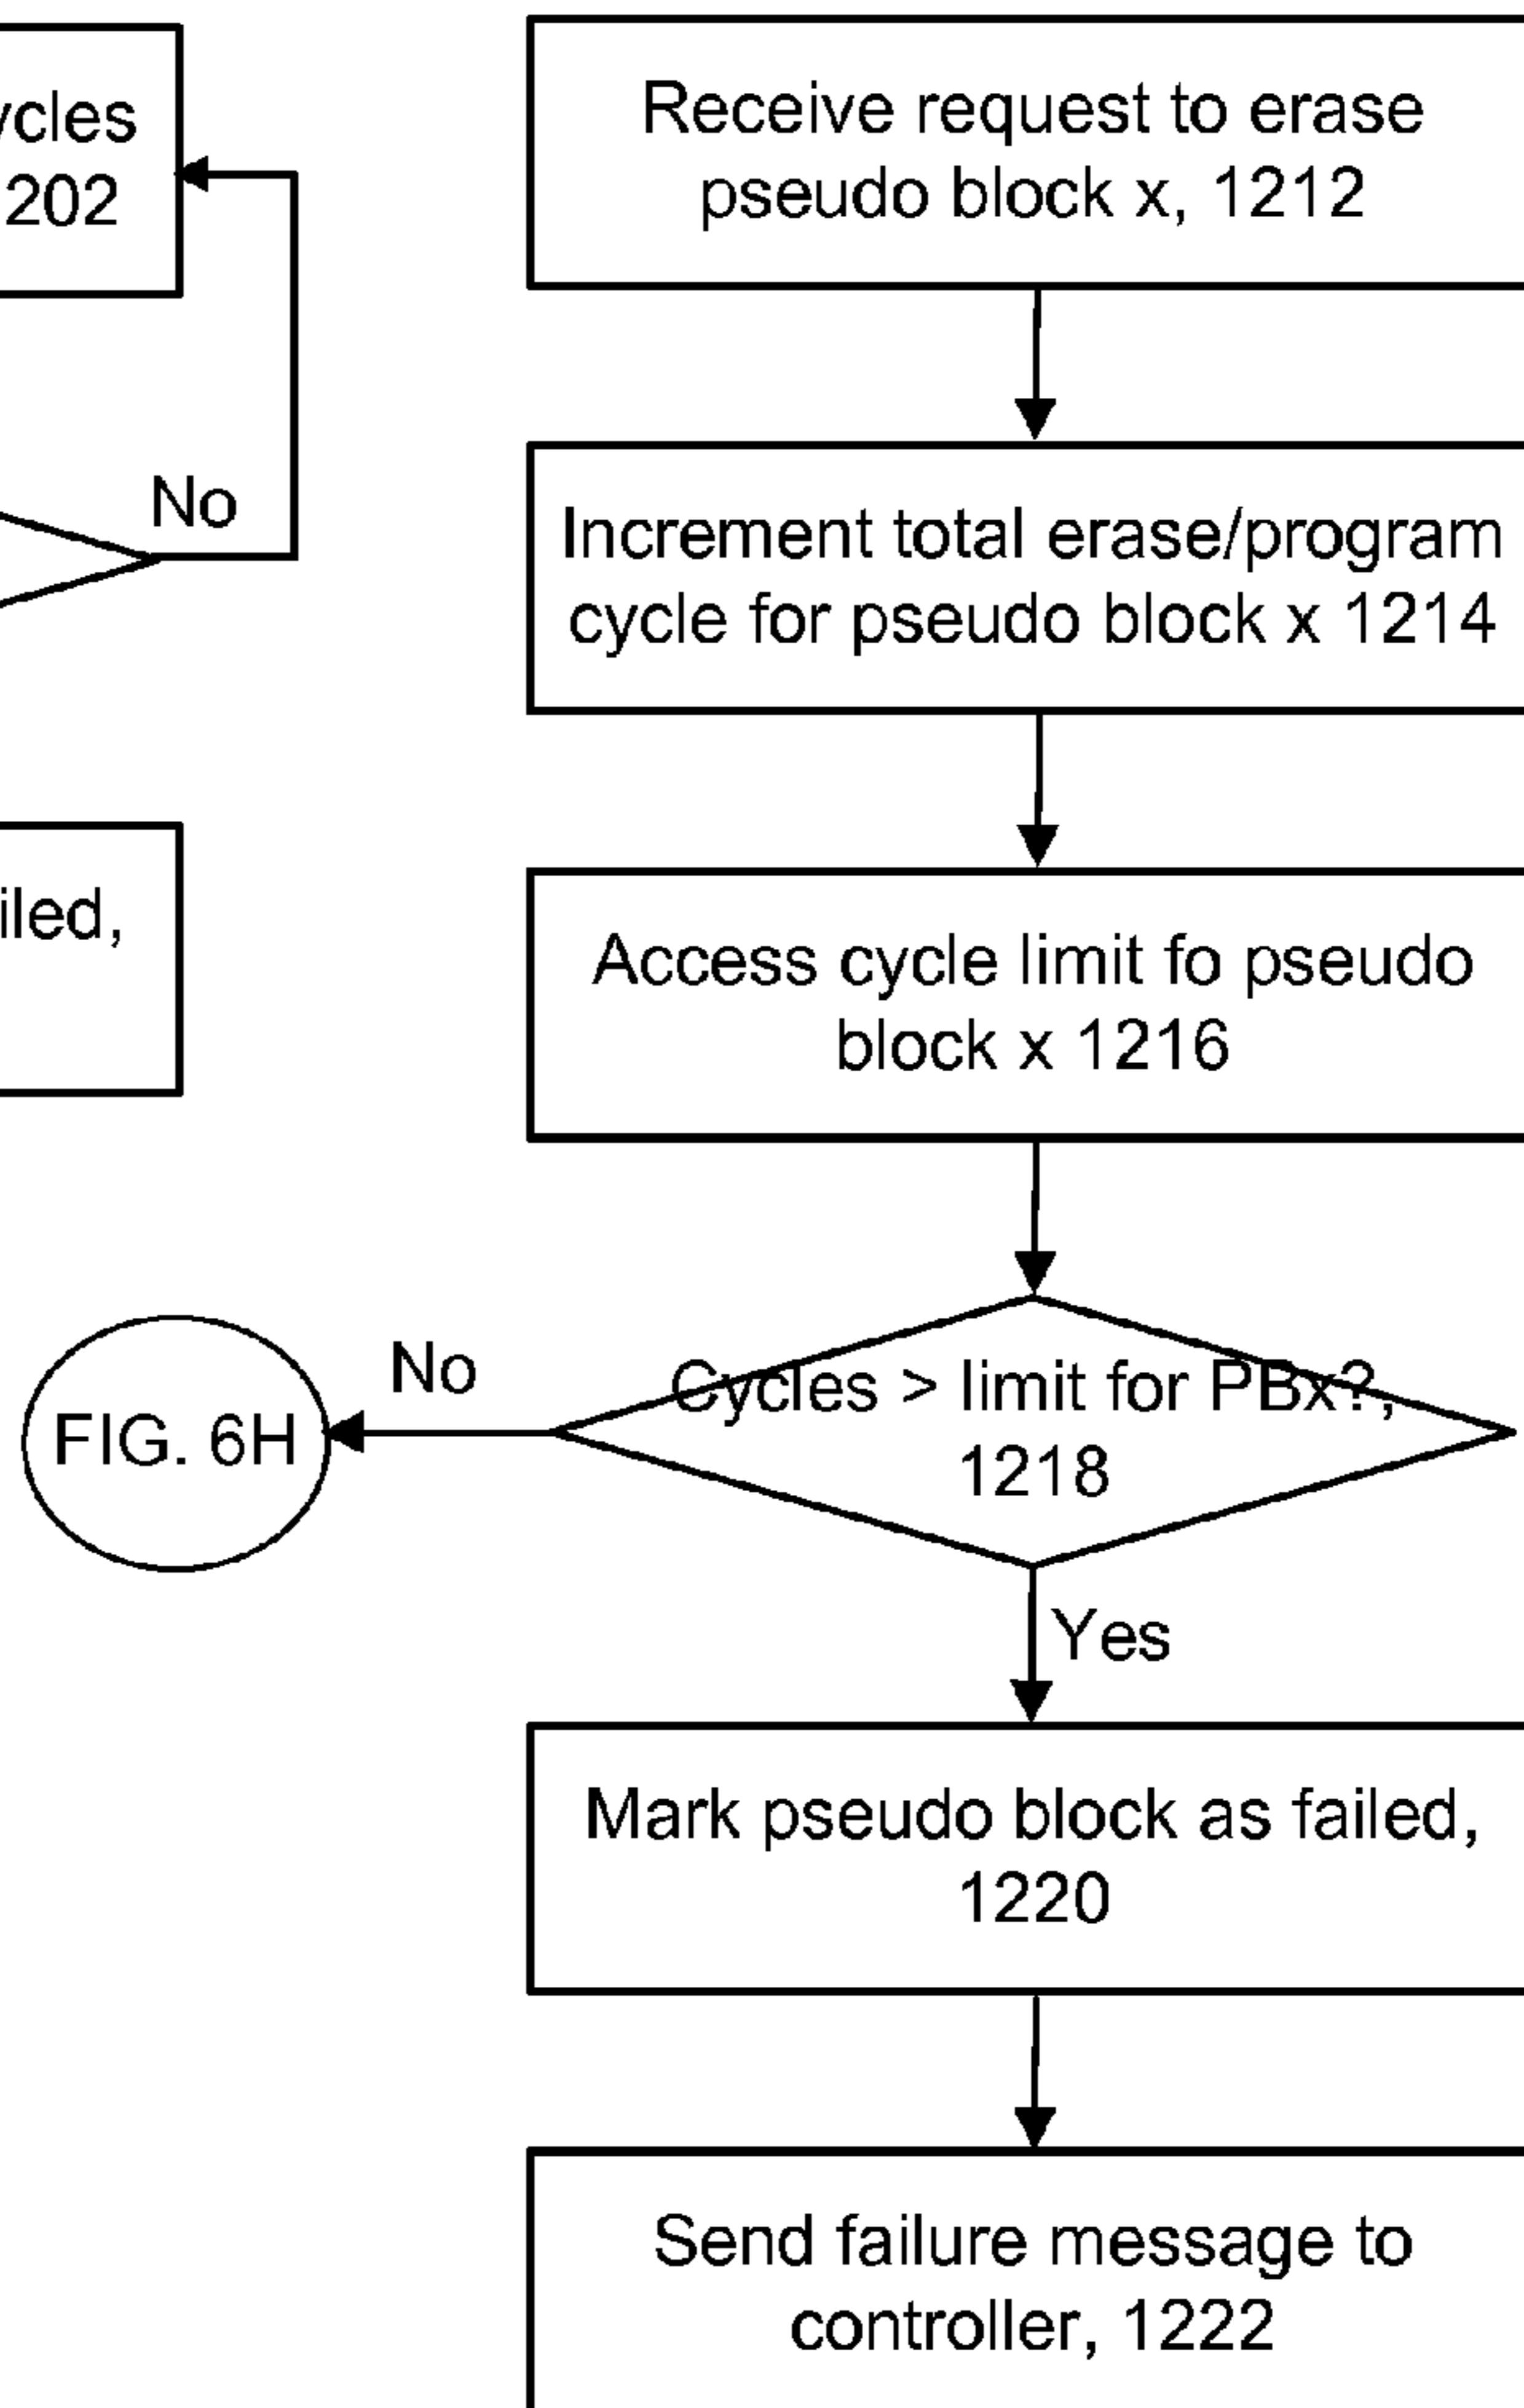 ycles
202
No
iled,
Receive request to erase
pseudo block x, 1212
Increment total erase/program
cycle for pseudo block x 1214
Access cycle limit fo pseudo
block x 1216
Cycles > limit for PBx?,
1218
No
FIG. 6H
Yes
Mark pseudo block as failed,
1220
Send failure message to
controller, 1222